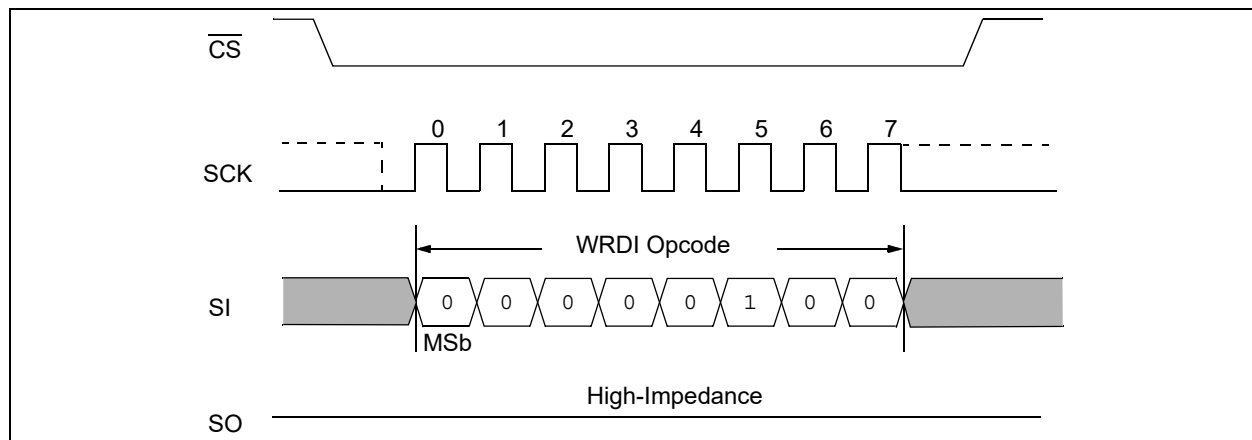 CS
0 1 2 3 4 5 6 7
SCK
WRDI Opcode
SI
0 0 0 0 0 1 0 0
MSb
High-Impedance
SO